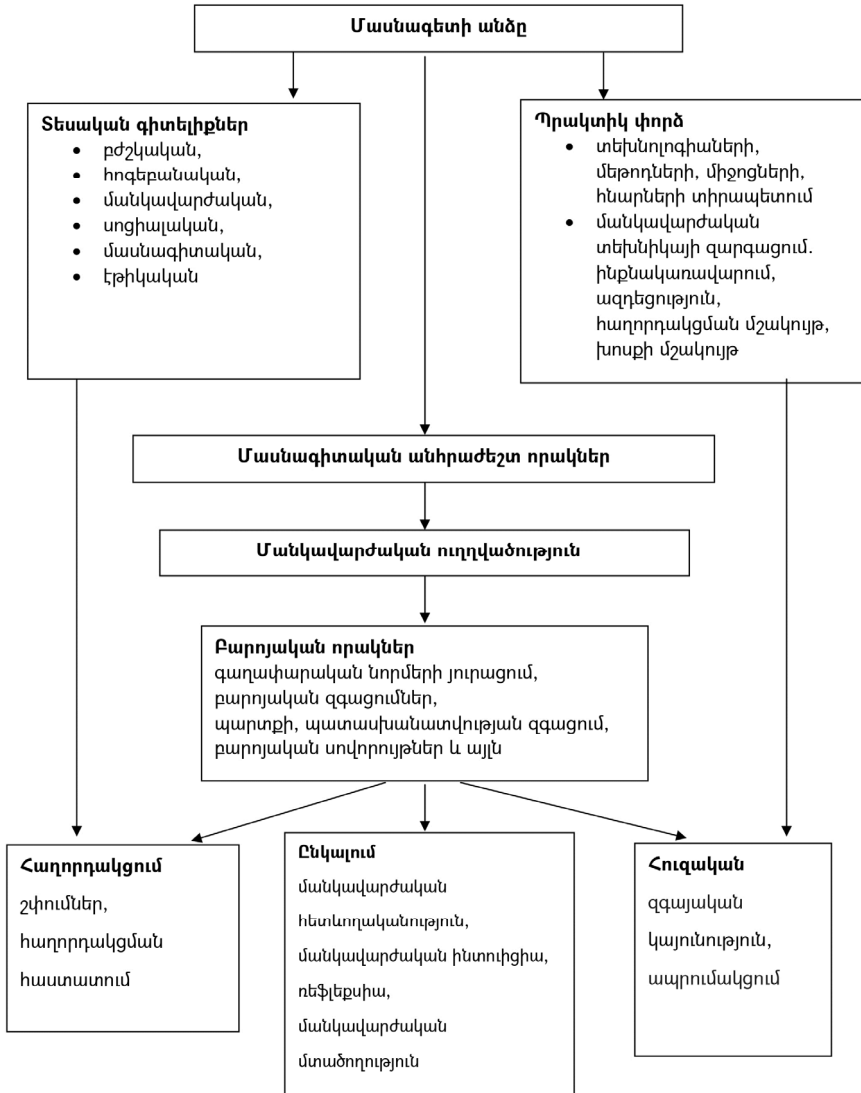 Մասնագետի անձը
Տեսական գիտելիքներ
• բժշկական,
• հոգեբանական,
• մանկավարժական,
• սոցիալական,
• մասնագիտական,
• էթիկական
Պրակտիկ փորձ
• տեխնոլոգիաների,
մեթոդների, միջոցների,
հնարների տիրապետում
• մանկավարժական
տեխնիկայի զարգացում.
ինքնակառավարում,
ազդեցություն,
հաղորդակցման մշակույթ,
խոսքի մշակույթ
Մասնագիտական անհրաժեշտ որակներ
Մանկավարժական ուղղվածություն
Բարոյական որակներ
գաղափարական նորմերի յուրացում,
բարոյական զգացումներ,
պարտքի, պատասխանատվության զգացում,
բարոյական սովորույթներ և այլն
Հաղորդակցում
շփումներ,
հաղորդակցման
հաստատում
Ընկալում
մանկավարժական
հետևողականություն,
մանկավարժական ինտուիցիա,
ռեֆլեքսիա,
մանկավարժական
մտածողություն
Հուզական
զգայական
կայունություն,
ապրումակցում